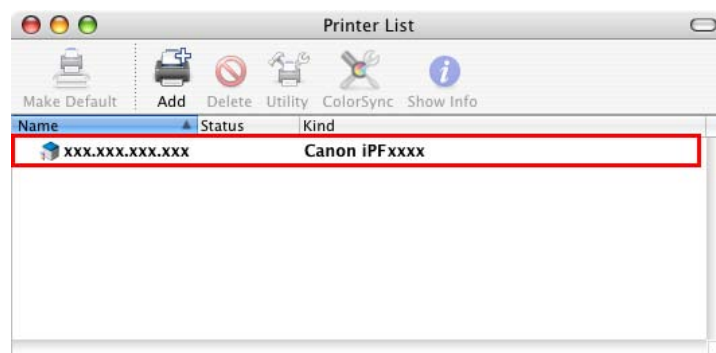 Printer List
Make Default Add Delete Utility ColorSync Show Info
Name Status Kind
xxx.xxx.xxx.xxx Canon iPFxxxx